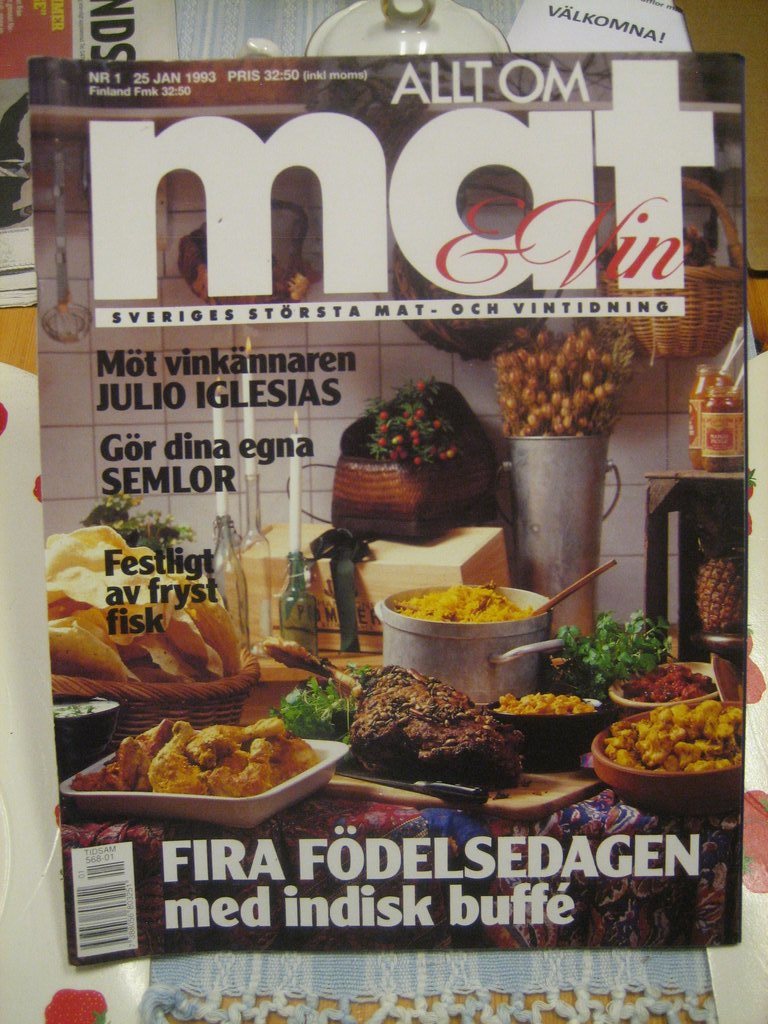 VÄLKOMNA!
NDS
NR 1 25 JAN 1993 PRIS 32:50 (inkl moms)
Finland Fmk 32:50
ALLT OM
mat
& Vin
SVERIGES STÖRSTA MAT- OCH VINTIDNING
Möt vinkännaren
JULIO IGLESIAS
Gör dina egna
SEMLOR
Festligt
av fryst
fisk
TIDSAM
568-01
01
FIRA FÖDELSEDAGEN
med indisk buffé